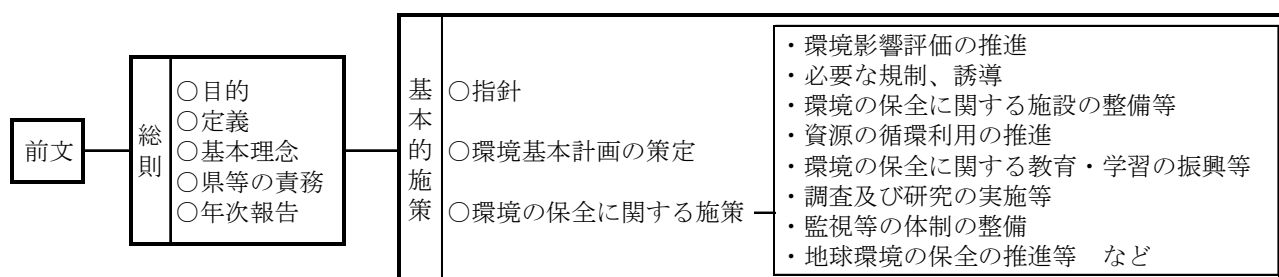 前文
総則
○目的
○定義
○基本理念
○県等の責務
○年次報告
基本的施策
○指針
○環境基本計画の策定
○環境の保全に関する施策
・環境影響評価の推進
・必要な規制、誘導
・環境の保全に関する施設の整備等
・資源の循環利用の推進
・環境の保全に関する教育・学習の振興等
・調査及び研究の実施等
・監視等の体制の整備
・地球環境の保全の推進等　など